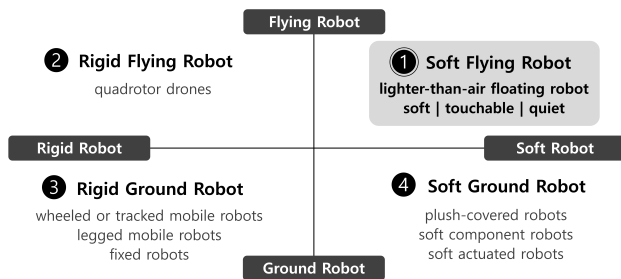 Flying Robot
2 Rigid Flying Robot
quadrotor drones
1 Soft Flying Robot
lighter-than-air floating robot
soft | touchable | quiet
Rigid Robot
Soft Robot
3 Rigid Ground Robot
wheeled or tracked mobile robots
legged mobile robots
fixed robots
4 Soft Ground Robot
plush-covered robots
soft component robots
soft actuated robots
Ground Robot